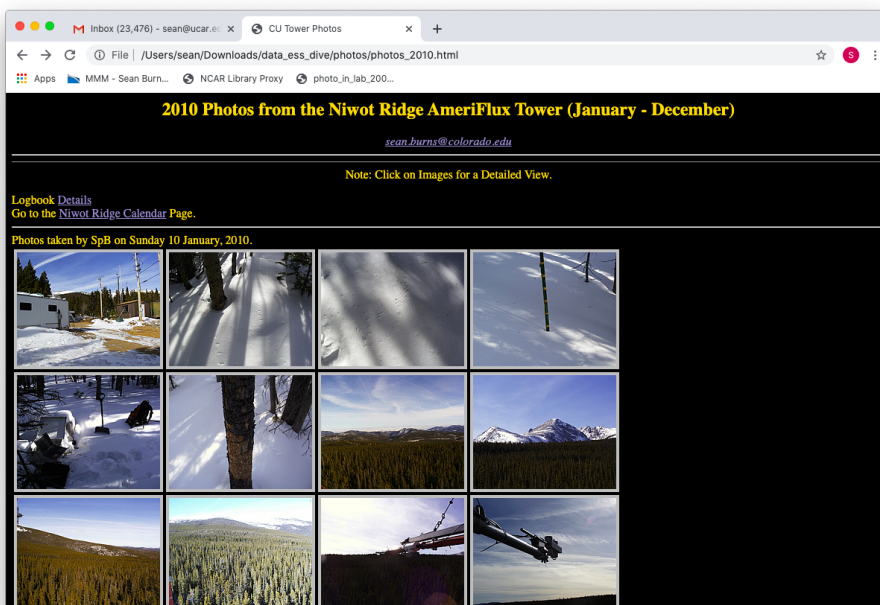 Inbox (23,476) - sean@ucar.ec
CU Tower Photos
File | /Users/sean/Downloads/data_ess_dive/photos/photos_2010.html
S
Apps MMM - Sean Burn... NCAR Library Proxy photo_in_lab_200...
2010 Photos from the Niwot Ridge AmeriFlux Tower (January - December)
sean.burns@colorado.edu
Note: Click on Images for a Detailed View.
Logbook Details
Go to the Niwot Ridge Calendar Page.
Photos taken by SpB on Sunday 10 January, 2010.